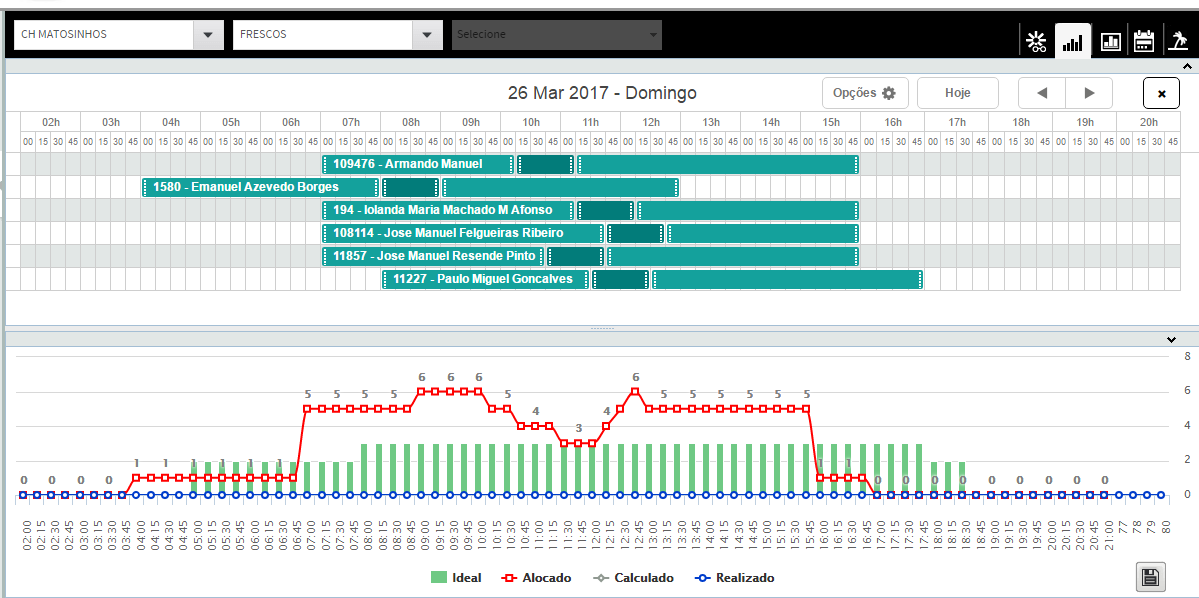 CH MATOSINHOS FRESCOS Selecione
26 Mar 2017 - Domingo Opções Hoje
02h 03h 04h 05h 06h 07h 08h 09h 10h 11h 12h 13h 14h 15h 16h 17h 18h 19h 20h
00 15 30 45 00 15 30 45 00 15 30 45 00 15 30 45 00 15 30 45 00 15 30 45 00 15 30 45 00 15 30 45 00 15 30 45 00 15 30 45 00 15 30 45 00 15 30 45 00 15 30 45 00 15 30 45 00 15 30 45 00 15 30 45 00 15 30 45 00 15 30 45 00 15 30 45
109476 - Armando Manuel
1580 - Emanuel Azevedo Borges
194 - Iolanda Maria Machado M Afonso
108114 - Jose Manuel Felgueiras Ribeiro
11857 - Jose Manuel Resende Pinto
11227 - Paulo Miguel Goncalves
8
6 6 6 6 6
5 5 5 5 5 5 5 5 5 5 5
4 4 3 4
2
0 0 0 0 1 1 1 1 1 1 1 1 0 0 0 0 0 0 0 0 0 0
02:00 02:15 02:30 02:45 03:00 03:15 03:30 03:45 04:00 04:15 04:30 04:45 05:00 05:15 05:30 05:45 06:00 06:15 06:30 06:45 07:00 07:15 07:30 07:45 08:00 08:15 08:30 08:45 09:00 09:15 09:30 09:45 10:00 10:15 10:30 10:45 11:00 11:15 11:30 11:45 12:00 12:15 12:30 12:45 13:00 13:15 13:30 13:45 14:00 14:15 14:30 14:45 15:00 15:15 15:30 15:45 16:00 16:15 16:30 16:45 17:00 17:15 17:30 17:45 18:00 18:15 18:30 18:45 19:00 19:15 19:30 19:45 20:00 20:15 20:30 20:45 21:00 77 78 79 80
Ideal Alocado Calculado Realizado